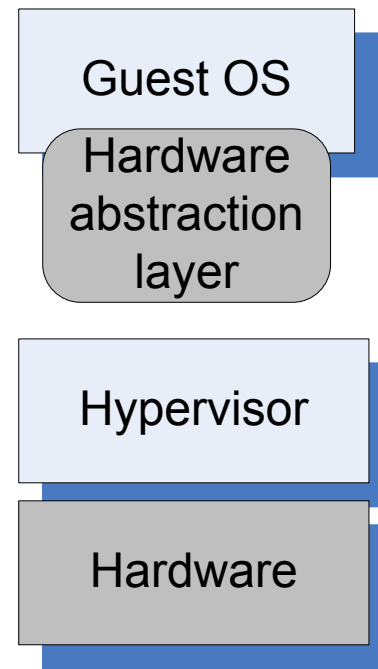 Guest OS
Hardware
abstraction
layer
Hypervisor
Hardware